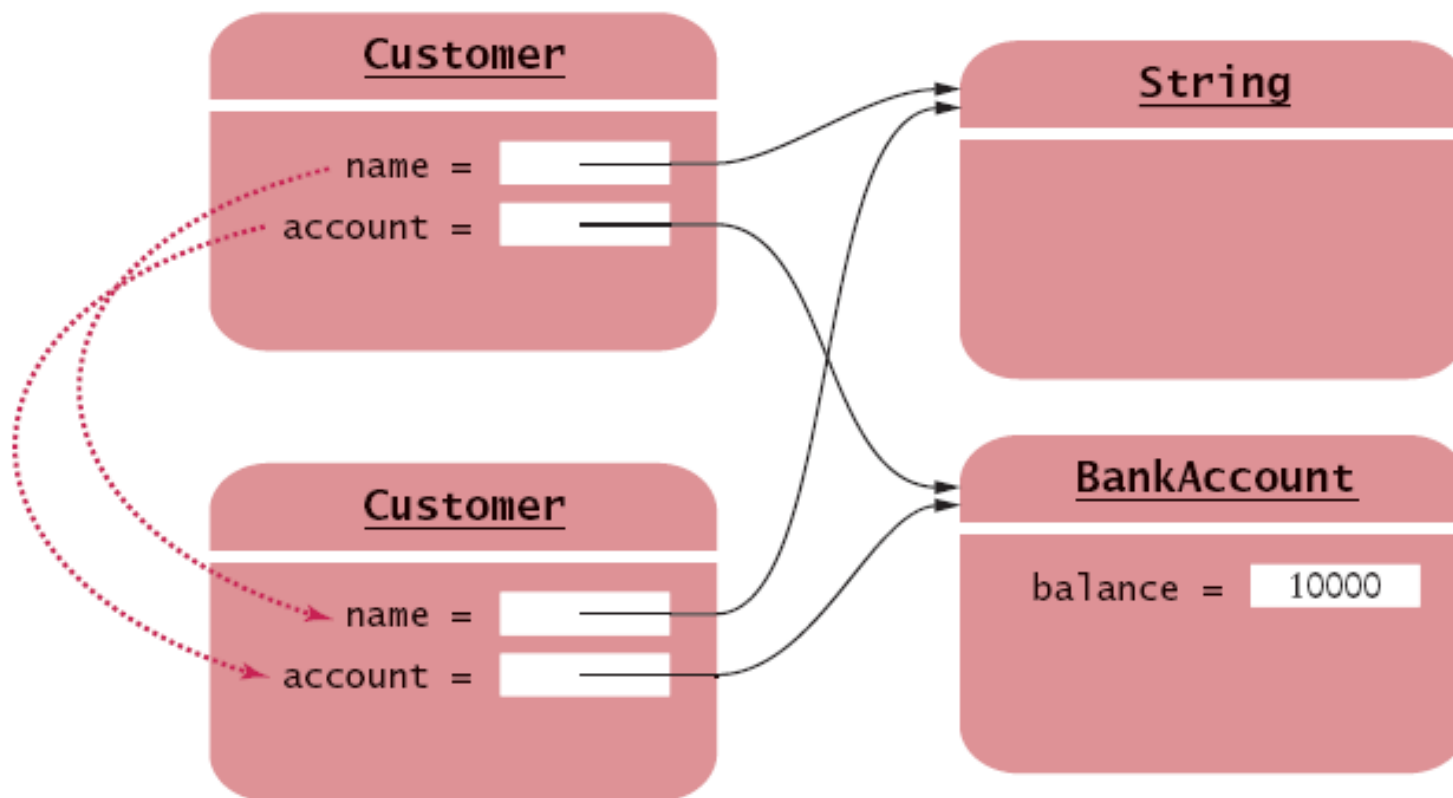 Customer
name =
account =
String
Customer
name =
account =
BankAccount
balance = 10000